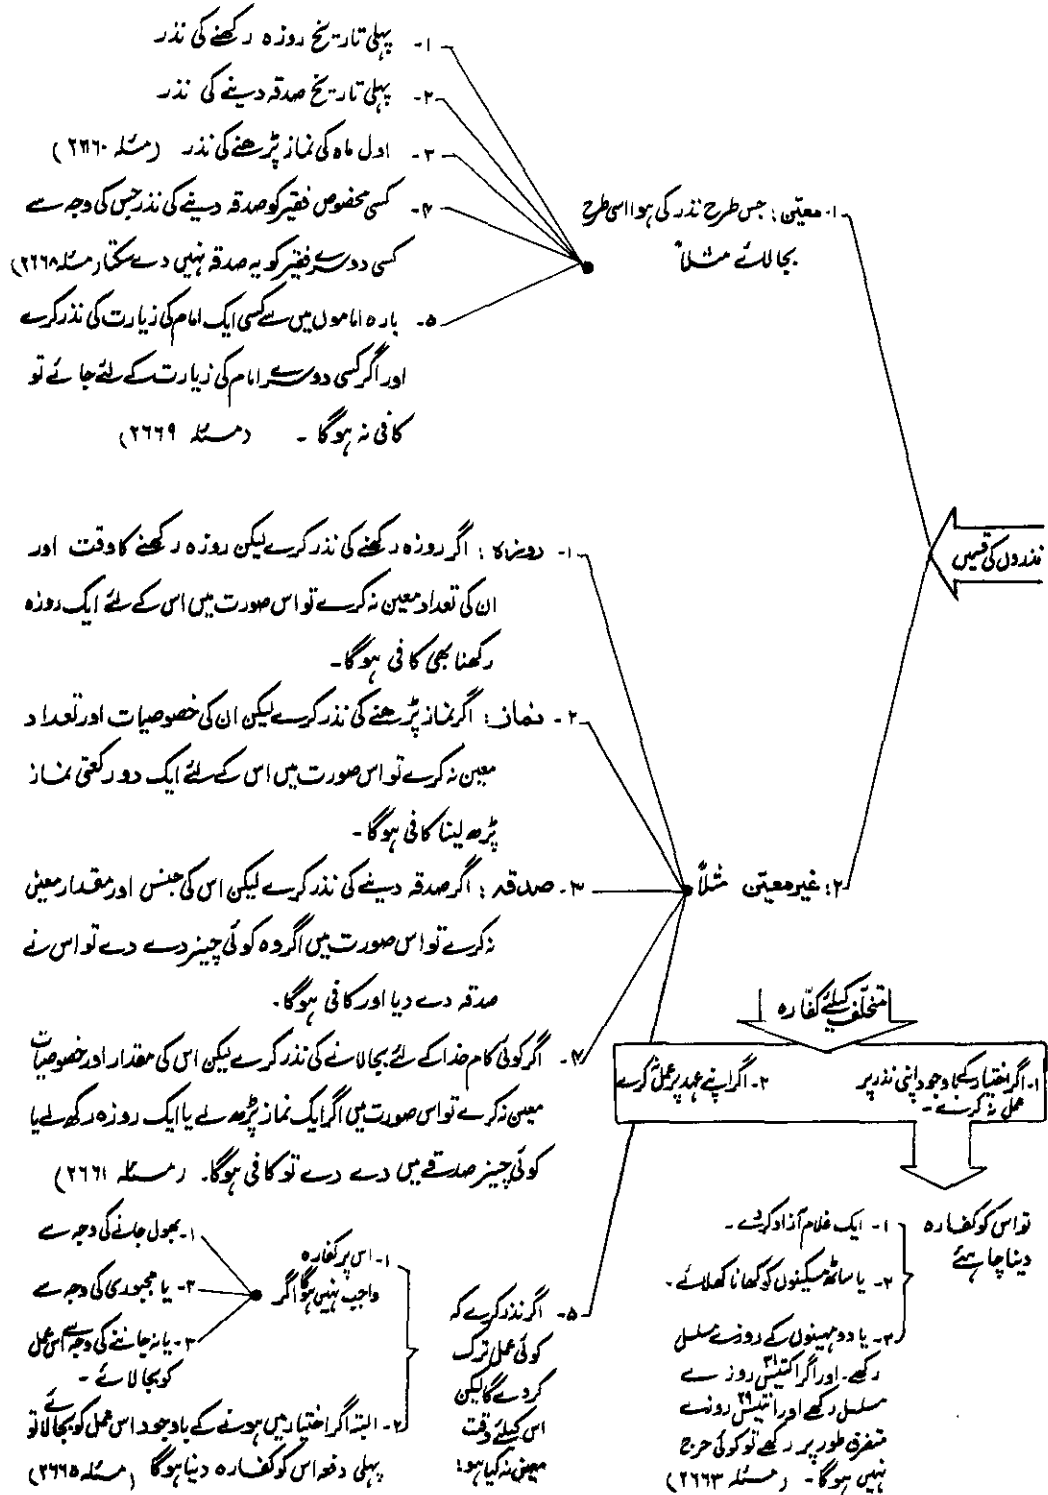 نذروں کی قسمیں
۱۔ معیّن : جس طرح نذر کی ہو اسی طرح
بجا لائے مثلاً
۱۔ پہلی تاریخ روزہ رکھنے کی نذر
۲۔ پہلی تاریخ صدقہ دینے کی نذر
۳۔ اول ماہ کی نماز پڑھنے کی نذر (مسئلہ ۲۶۶۰)
۴۔ کسی مخصوص فقیر کو صدقہ دینے کی نذر جس کی وجہ سے
کسی دوسرے فقیر کو یہ صدقہ نہیں دے سکتا (مسئلہ ۲۶۶۸)
۵۔ بارہ اماموں میں سے کسی ایک امام کی زیارت کی نذر کرے
اور اگر کسی دوسرے امام کی زیارت کے لئے جائے تو
کافی نہ ہوگا ۔ (مسئلہ ۲۶۶۹)
۲: غیر معیّن مثلاً
۱۔ روزہ : اگر روزہ رکھنے کی نذر کرے لیکن روزہ رکھنے کا وقت اور
ان کی تعداد معین نہ کرے تو اس صورت میں اس کے لئے ایک روزہ
رکھنا بھی کافی ہوگا۔
۲۔ نماز : اگر نماز پڑھنے کی نذر کرے لیکن ان کی خصوصیات اور تعداد
معین نہ کرے تو اس صورت میں اس کے لئے ایک دو رکعتی نماز
پڑھ لینا کافی ہوگا۔
۳۔ صدقہ : اگر صدقہ دینے کی نذر کرے لیکن اس کی جنس اور مقدار معین
نہ کرے تو اس صورت میں اگر وہ کوئی چیز دے دے تو اس نے
صدقہ دے دیا اور کافی ہوگا۔
۴۔ اگر کوئی کام خدا کے لئے بجا لانے کی نذر کرے لیکن اس کی مقدار اور خصوصیات
معین نہ کرے تو اس صورت میں اگر ایک نماز پڑھ لے یا ایک روزہ رکھ لے یا
کوئی چیز صدقے میں دے دے تو کافی ہوگا۔ (مسئلہ ۲۶۶۱)
۵۔ اگر نذر کرے کہ
کوئی عمل ترک
کردے گا لیکن
اس کیلئے وقت
معین نہ کیا ہو:
۱۔ اس پر کفارہ
واجب نہیں ہوگا اگر
۱۔ بھول جانے کی وجہ سے
۲۔ یا مجبوری کی وجہ سے
۳۔ یا نہ جاننے کی وجہ سے اس عمل
کو بجا لائے ۔
۲۔ البتہ اگر اختیار میں ہونے کے باوجود اس عمل کو بجا لائے تو
پہلی دفعہ اس کو کفارہ دینا ہوگا (مسئلہ ۲۶۶۵)
متخلّف کیلئے کفّارہ
۱۔ اگر اختیار کے باوجود اپنی نذر پر
عمل نہ کرے ۔
۲۔ اگر اپنے عہد پر عمل نہ کرے
تو اس کو کفارہ
دینا چاہئے
۱۔ ایک غلام آزاد کرے ۔
۲۔ یا ساٹھ مسکینوں کو کھانا کھلائے ۔
۳۔ یا دو مہینوں کے روزے مسلسل
رکھے۔ اور اگر اکتیس ۳۱ روزے
مسلسل رکھے اور انتیس ۲۹ روزے
متفرق طور پر رکھے تو کوئی حرج
نہیں ہوگا ۔ (مسئلہ ۲۶۶۳)